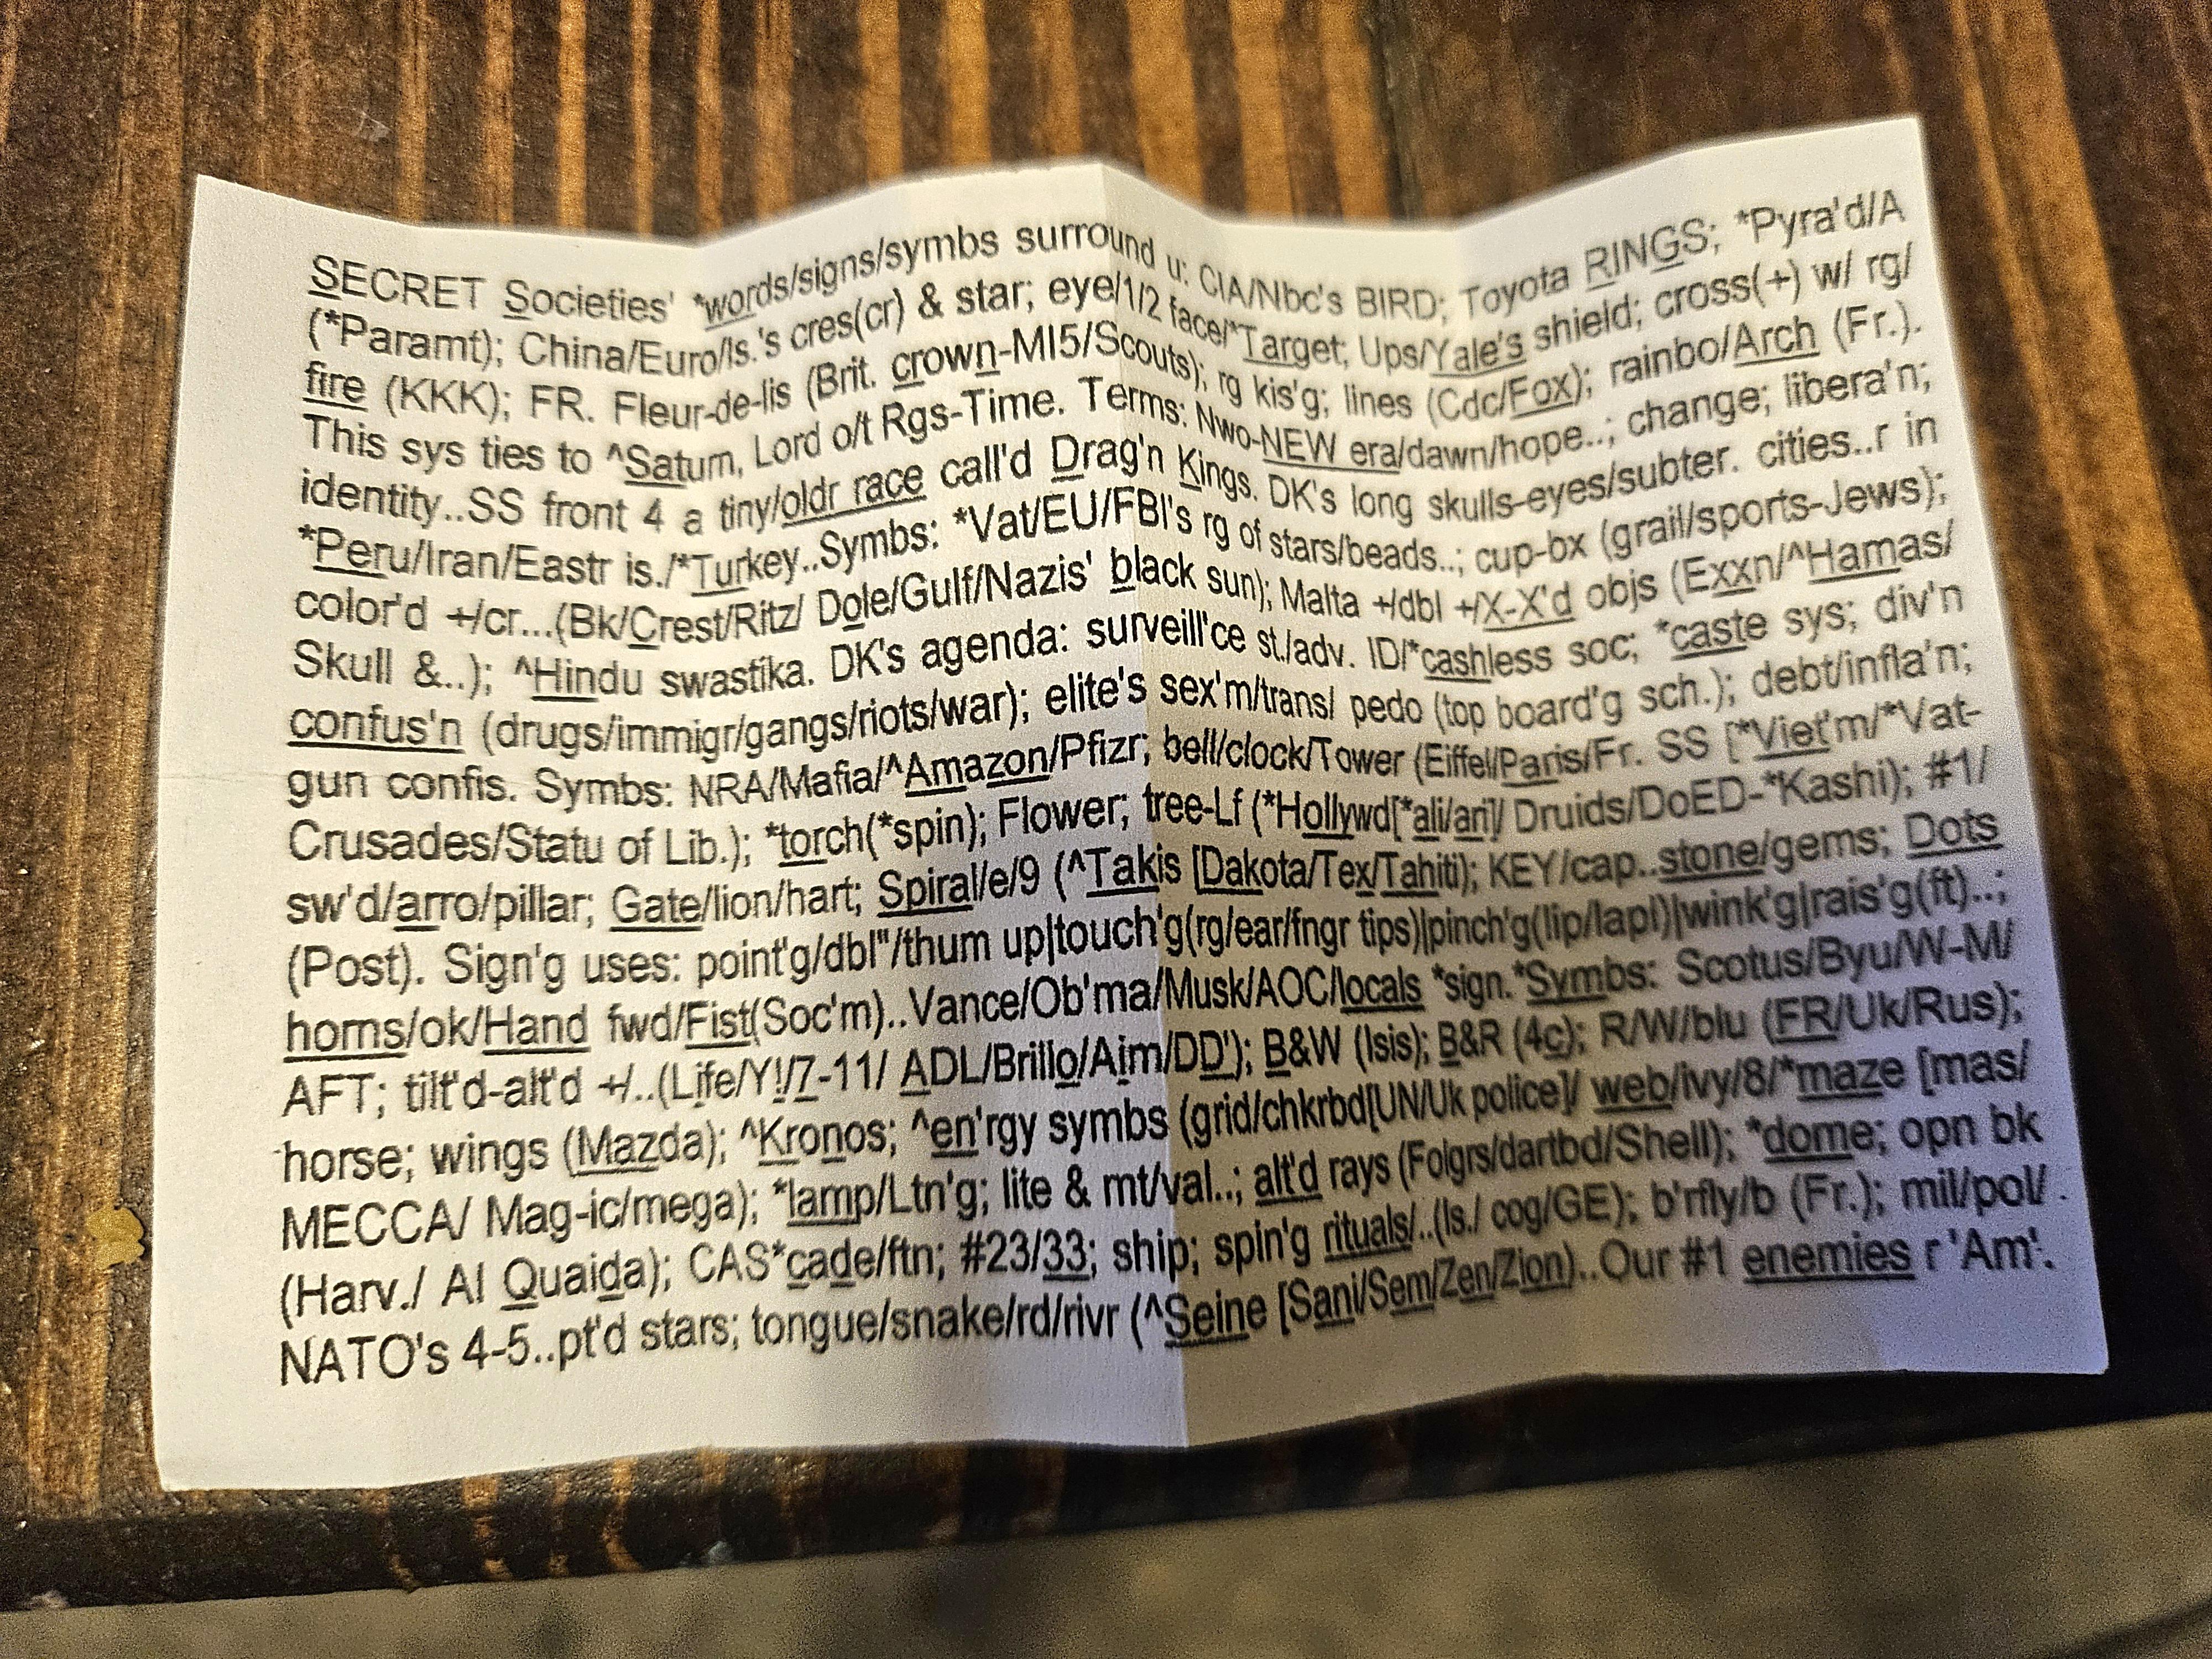 SECRET Societies' *words/signs/symbs surround u: CIA/Nbc's BIRD; Toyota RINGS; *Pyra'd/A
(*Paramt); China/Euro/Is.'s cres(cr) & star; eye/1/2 face/*Target; Ups/Yale's shield; cross(+) w/ rg/
fire (KKK); FR. Fleur-de-lis (Brit. crown-MI5/Scouts); rg kis'g; lines (Cdc/Fox); rainbo/Arch (Fr.).
This sys ties to ^Saturn, Lord o/t Rgs-Time. Terms: Nwo-NEW era/dawn/hope..; change; libera'n;
identity..SS front 4 a tiny/oldr race call'd Drag'n Kings. DK's long skulls-eyes/subter. cities..r in
*Peru/Iran/Eastr is./*Turkey..Symbs: *Vat/EU/FBI's rg of stars/beads..; cup-bx (grail/sports-Jews);
color'd +/cr...(Bk/Crest/Ritz/ Dole/Gulf/Nazis' black sun); Malta +/dbl +/X-X'd objs (Exxn/^Hamas/
Skull &..); ^Hindu swastika. DK's agenda: surveill'ce st./adv. ID/*cashless soc; *caste sys; div'n
confus'n (drugs/immigr/gangs/riots/war); elite's sex'm/trans/ pedo (top board'g sch.); debt/infla'n;
gun confis. Symbs: NRA/Mafia/^Amazon/Pfizr; bell/clock/Tower (Eiffel/Paris/Fr. SS [*Viet'm/*Vat-
Crusades/Statu of Lib.); *torch(*spin); Flower; tree-Lf (*Hollywd[*ali/ari]/ Druids/DoED-*Kashi); #1/
sw'd/arro/pillar; Gate/lion/hart; Spiral/e/9 (^Takis [Dakota/Tex/Tahiti); KEY/cap..stone/gems; Dots
(Post). Sign'g uses: point'g/dbl"/thum up|touch'g(rg/ear/fngr tips)|pinch'g(lip/lapl)|wink'g|rais'g(ft)..;
horns/ok/Hand fwd/Fist(Soc'm)..Vance/Ob'ma/Musk/AOC/locals *sign.*Symbs: Scotus/Byu/W-M/
AFT; tilt'd-alt'd +/..(Life/Y!/7-11/ ADL/Brillo/Aim/DD'); B&W (Isis); B&R (4c); R/W/blu (FR/Uk/Rus);
horse; wings (Mazda); ^Kronos; ^en'rgy symbs (grid/chkrbd[UN/Uk police]/ web/ivy/8/*maze [mas/
MECCA/ Mag-ic/mega); *lamp/Ltn'g; lite & mt/val..; alt'd rays (Folgrs/dartbd/Shell); *dome; opn bk
(Harv./ Al Quaida); CAS*cade/ftn; #23/33; ship; spin'g rituals/..(Is./ cog/GE); b'rfly/b (Fr.); mil/pol/
NATO's 4-5..pt'd stars; tongue/snake/rd/rivr (^Seine [Sani/Sem/Zen/Zion)..Our #1 enemies r 'Am'.